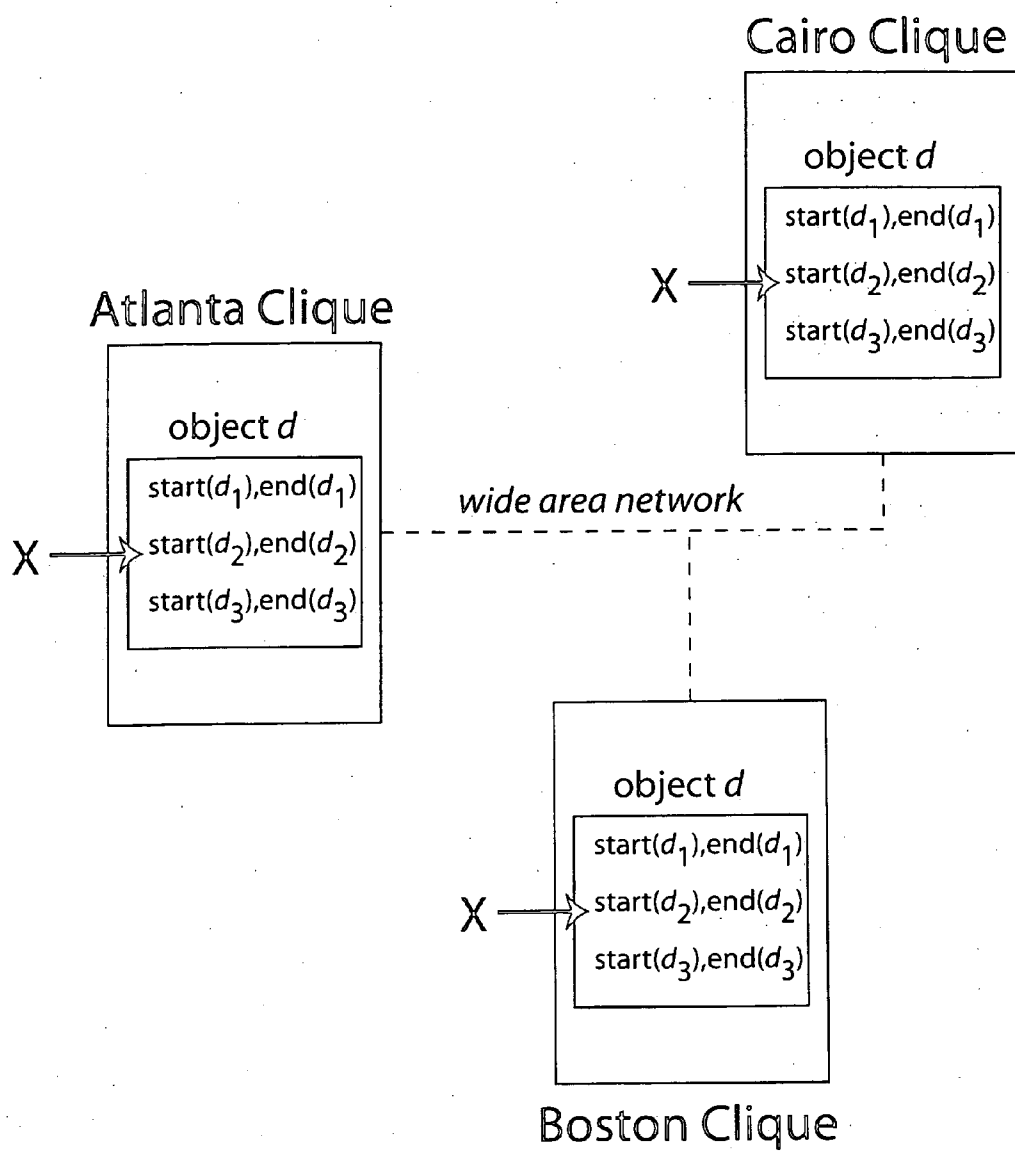 Cairo Clique
object d
start(d1),end(d1)
X start(d2),end(d2)
start(d3),end(d3)
Atlanta Clique
object d
start(d1),end(d1)
X start(d2),end(d2)
start(d3),end(d3)
wide area network
object d
start(d1),end(d1)
X start(d2),end(d2)
start(d3),end(d3)
Boston Clique